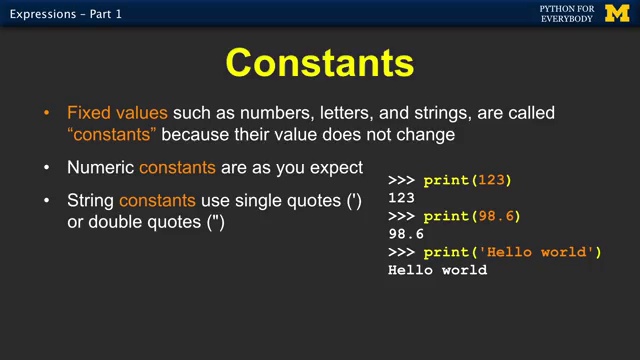 Expressions – Part 1
PYTHON FOR
EVERYBODY
M
Constants
• Fixed values such as numbers, letters, and strings, are called
“constants” because their value does not change
• Numeric constants are as you expect
• String constants use single quotes (')
or double quotes (")
>>> print(123)
123
>>> print(98.6)
98.6
>>> print('Hello world')
Hello world